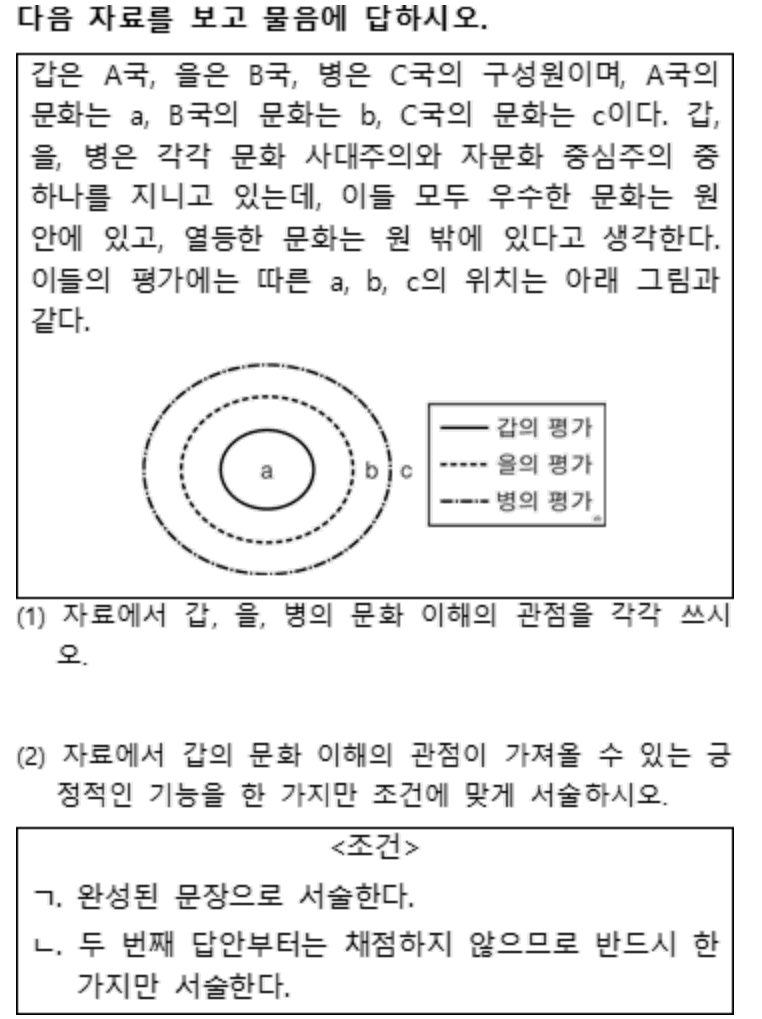 다음 자료를 보고 물음에 답하시오.
갑은 A국, 을은 B국, 병은 C국의 구성원이며, A국의
문화는 a, B국의 문화는 b, C국의 문화는 c이다. 갑,
을, 병은 각각 문화 사대주의와 자문화 중심주의 중
하나를 지니고 있는데, 이들 모두 우수한 문화는 원
안에 있고, 열등한 문화는 원 밖에 있다고 생각한다.
이들의 평가에는 따른 a, b, c의 위치는 아래 그림과
같다.
a b c
갑의 평가
을의 평가
병의 평가
(1) 자료에서 갑, 을, 병의 문화 이해의 관점을 각각 쓰시
오.
(2) 자료에서 갑의 문화 이해의 관점이 가져올 수 있는 긍
정적인 기능을 한 가지만 조건에 맞게 서술하시오.
<조건>
ㄱ. 완성된 문장으로 서술한다.
ㄴ. 두 번째 답안부터는 채점하지 않으므로 반드시 한
가지만 서술한다.